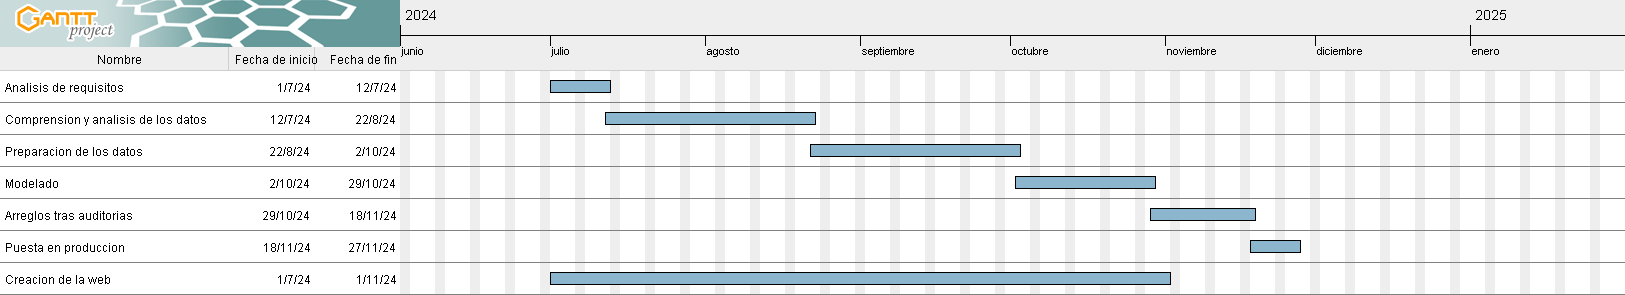 GANTT
project
2024
2025
junio
julio
agosto
septiembre
octubre
noviembre
diciembre
enero
Nombre Fecha de inicio Fecha de fin
Analisis de requisitos 1/7/24 12/7/24
Comprension y analisis de los datos 12/7/24 22/8/24
Preparacion de los datos 22/8/24 2/10/24
Modelado 2/10/24 29/10/24
Arreglos tras auditorias 29/10/24 18/11/24
Puesta en produccion 18/11/24 27/11/24
Creacion de la web 1/7/24 1/11/24